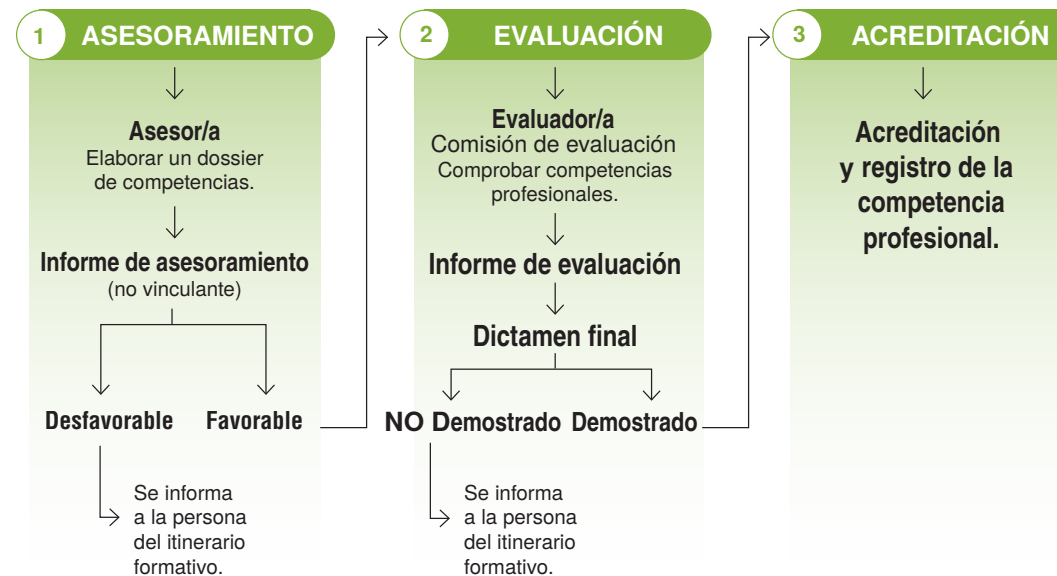 1 ASESORAMIENTO
Asesor/a
Elaborar un dossier
de competencias.
Informe de asesoramiento
(no vinculante)
Desfavorable Favorable
Se informa
a la persona
del itinerario
formativo.
2 EVALUACIÓN
Evaluador/a
Comisión de evaluación
Comprobar competencias
profesionales.
Informe de evaluación
Dictamen final
NO Demostrado Demostrado
Se informa
a la persona
del itinerario
formativo.
3 ACREDITACIÓN
Acreditación
y registro de la
competencia
profesional.